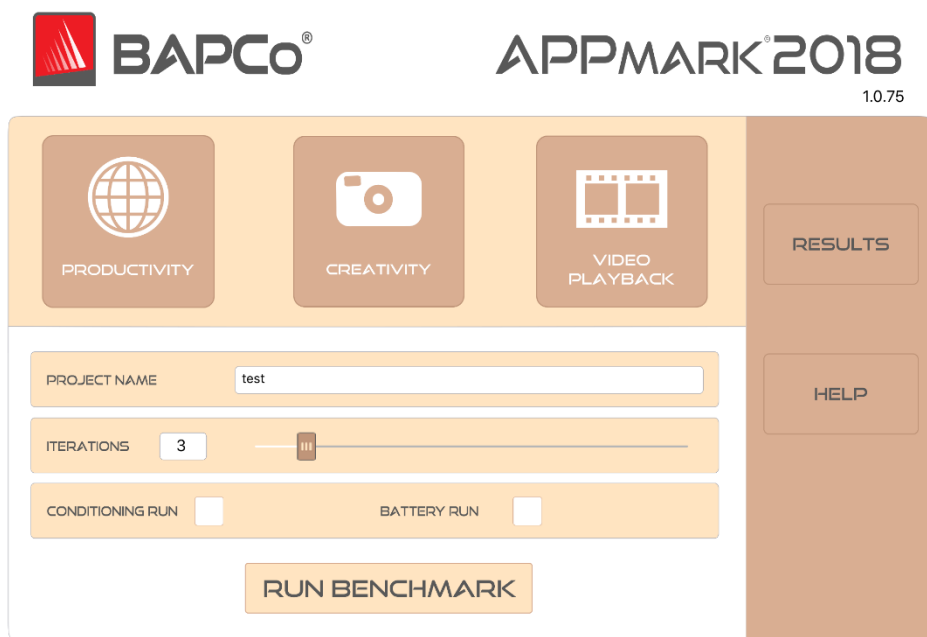 BAPCo®
APPMARK® 2018
1.0.75
PRODUCTIVITY
CREATIVITY
VIDEO
PLAYBACK
RESULTS
HELP
PROJECT NAME test
ITERATIONS 3
CONDITIONING RUN BATTERY RUN
RUN BENCHMARK